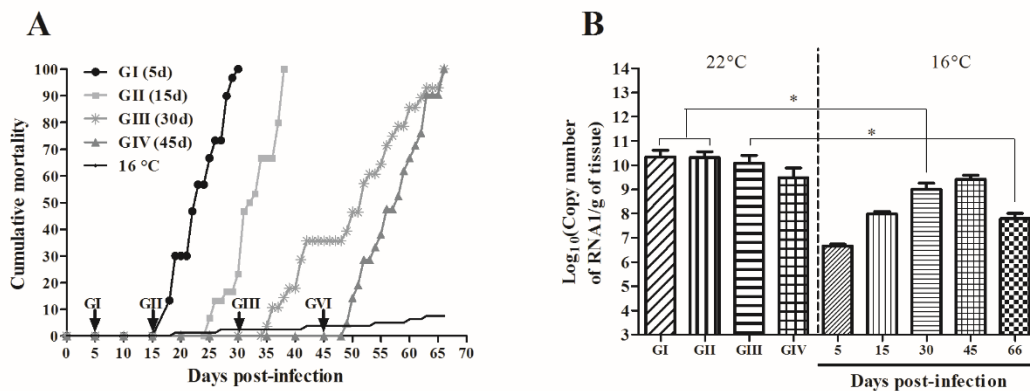 A
Cumulative mortality
100
90
80
70
60
50
40
30
20
10
0
GI (5d)
GII (15d)
GIII (30d)
GIV (45d)
16 °C
GI
GII
GIII
GVI
0 5 10 15 20 25 30 35 40 45 50 55 60 65 70
Days post-infection
B
Log10(Copy number
of RNA1/g of tissue)
14
13
12
11
10
9
8
7
6
5
4
3
22°C
16°C
*
*
GI GII GIII GIV 5 15 30 45 66
Days post-infection